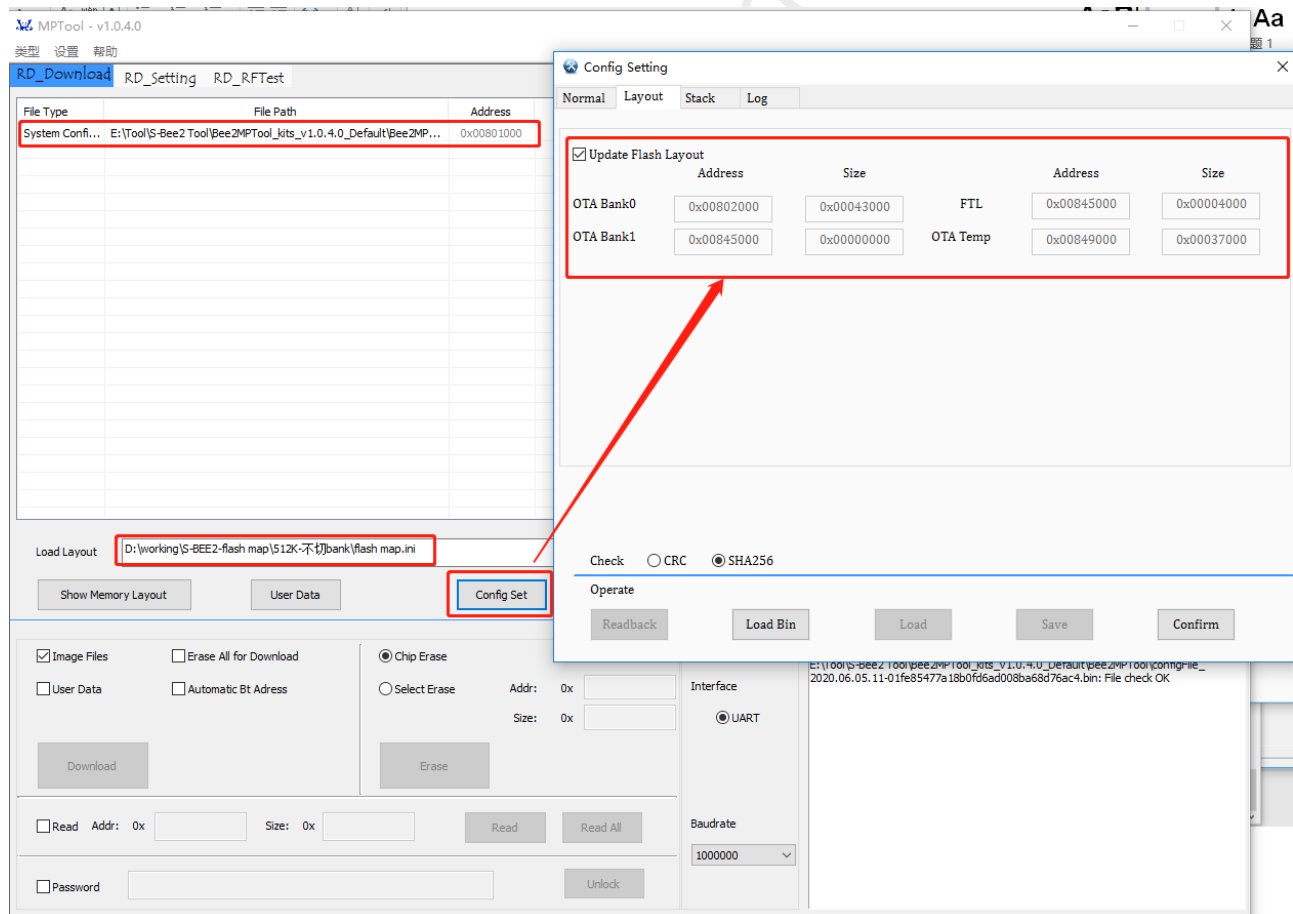 MPTool - v1.0.4.0
类型 设置 帮助
RD_Download RD_Setting RD_RFTest
File Type File Path Address
System Confi... E:\Tool\S-Bee2 Tool\Bee2MPTool_kits_v1.0.4.0_Default\Bee2MP... 0x00801000
Load Layout D:\working\S-BEE2-flash map\512K-不切bank\flash map.ini
Show Memory Layout User Data Config Set
Image Files Erase All for Download Chip Erase
User Data Automatic Bt Adress Select Erase Addr: 0x
Size: 0x
Download Erase
Read Addr: 0x Size: 0x Read Read All
Password Unlock
Interface
UART
Baudrate
1000000
Config Setting
Normal Layout Stack Log
Update Flash Layout
Address Size Address Size
OTA Bank0 0x00802000 0x00043000 FTL 0x00845000 0x00004000
OTA Bank1 0x00845000 0x00000000 OTA Temp 0x00849000 0x00037000
Check CRC SHA256
Operate
Readback Load Bin Load Save Confirm
E:\Tool\S-Bee2 Tool\Bee2MPTool_kits_v1.0.4.0_Default\Bee2MPTool\configFile_
2020.06.05.11-01fe85477a18b0fd6ad008ba68d76ac4.bin: File check OK
Aa
题 1